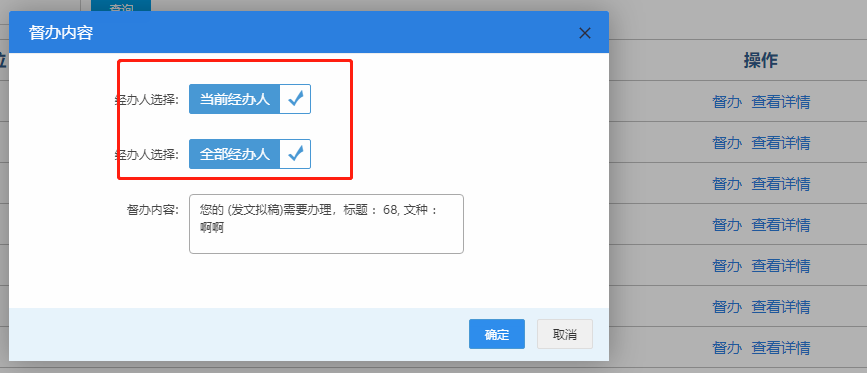 查询
督办内容
位
操作
经办人选择: 当前经办人
督办 查看详情
督办 查看详情
经办人选择: 全部经办人
督办 查看详情
督办内容: 您的 (发文拟稿)需要办理, 标题 : 68, 文种 :
啊啊
督办 查看详情
督办 查看详情
督办 查看详情
确定 取消
督办 查看详情